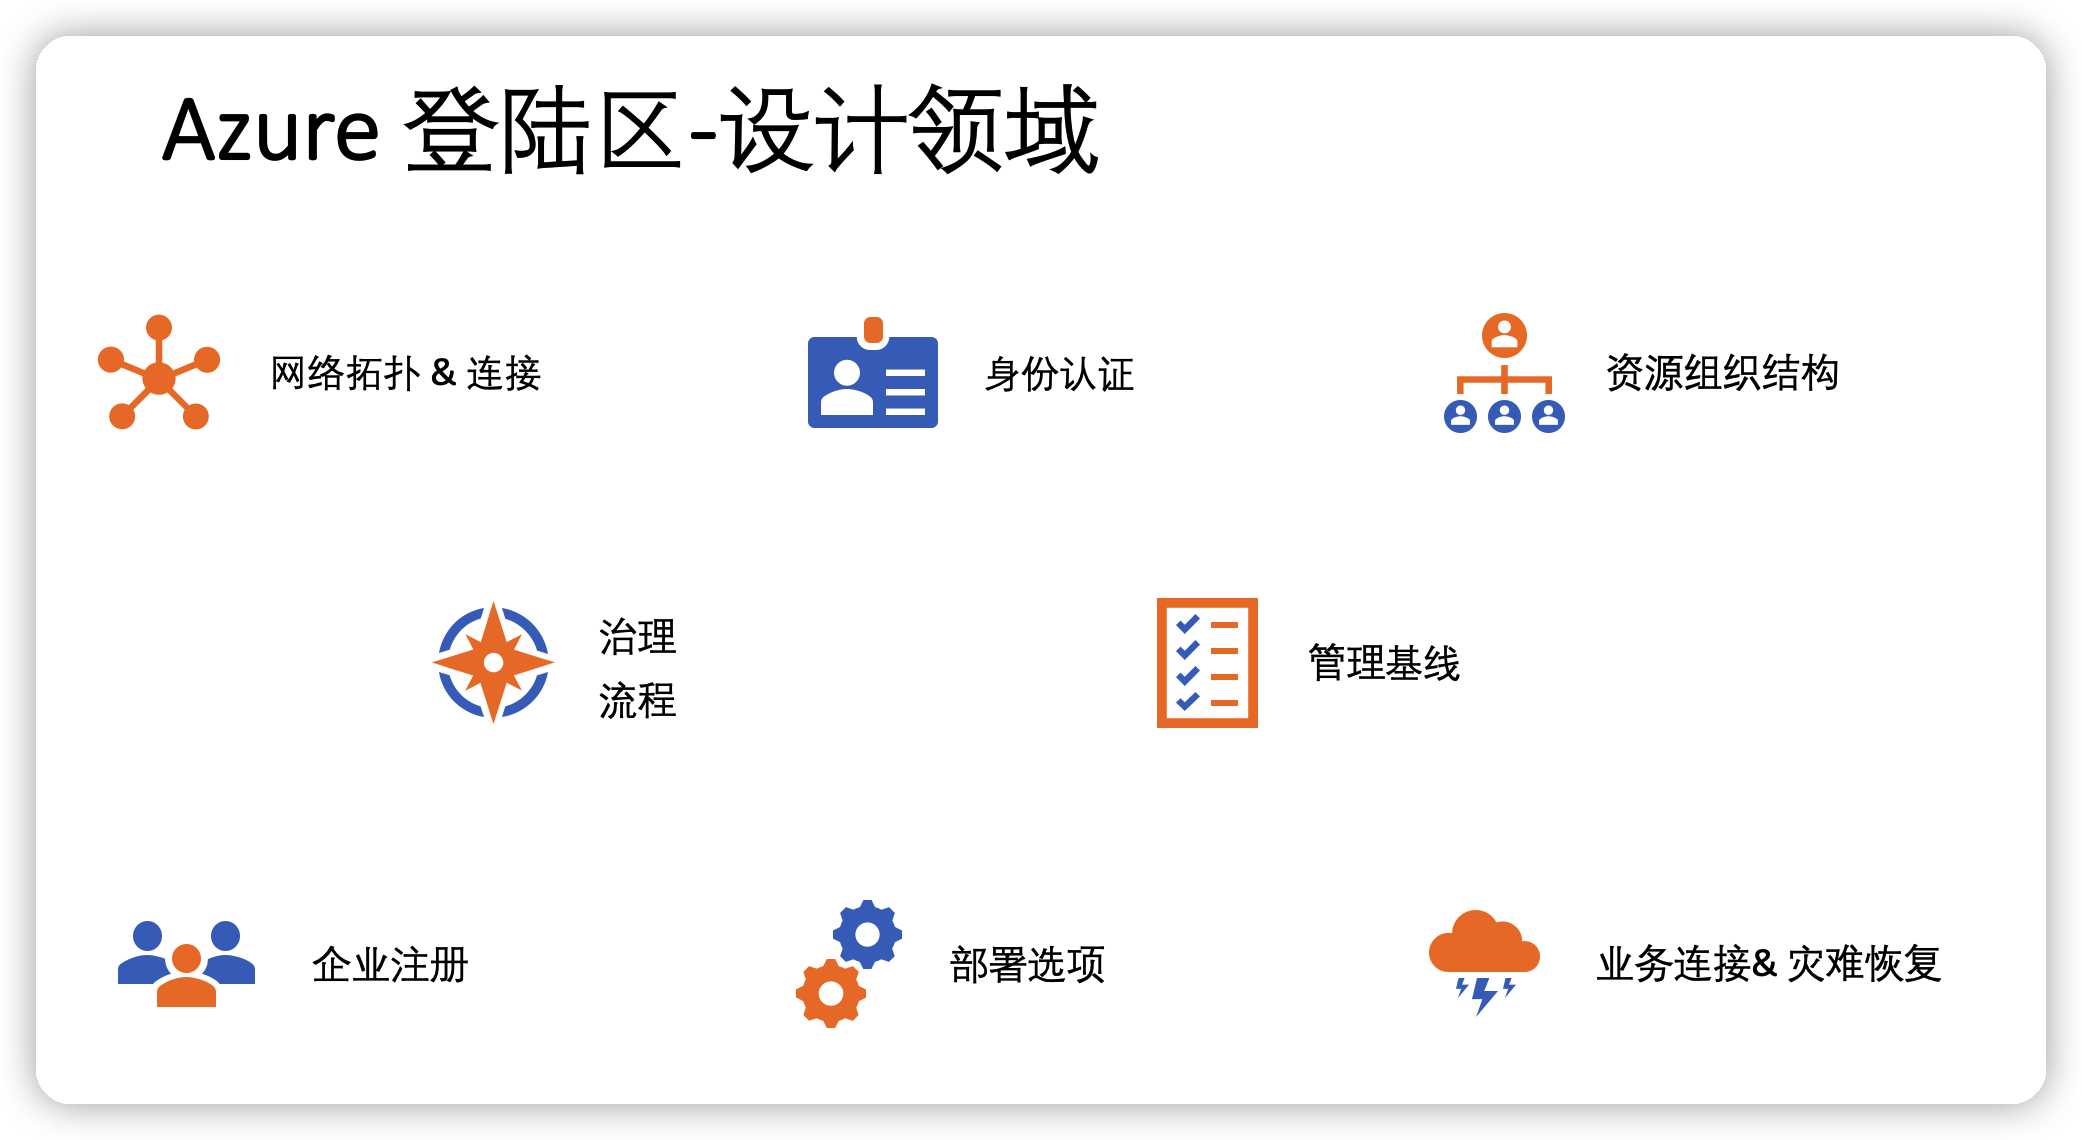 Azure 登陆区-设计领域
网络拓扑 & 连接
身份认证
资源组织结构
治理
流程
管理基线
企业注册
部署选项
业务连接& 灾难恢复